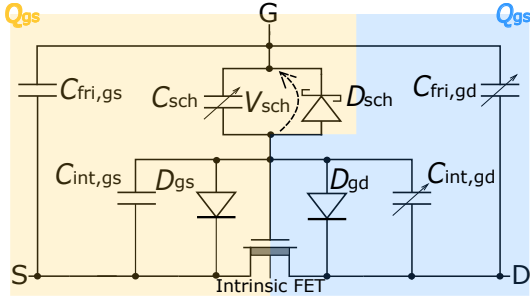 Qgs G Qgs
Cfri,gs Csch Vsch Dsch Cfri,gd
Cint,gs Dgs Dgd Cint,gd
S Intrinsic FET D